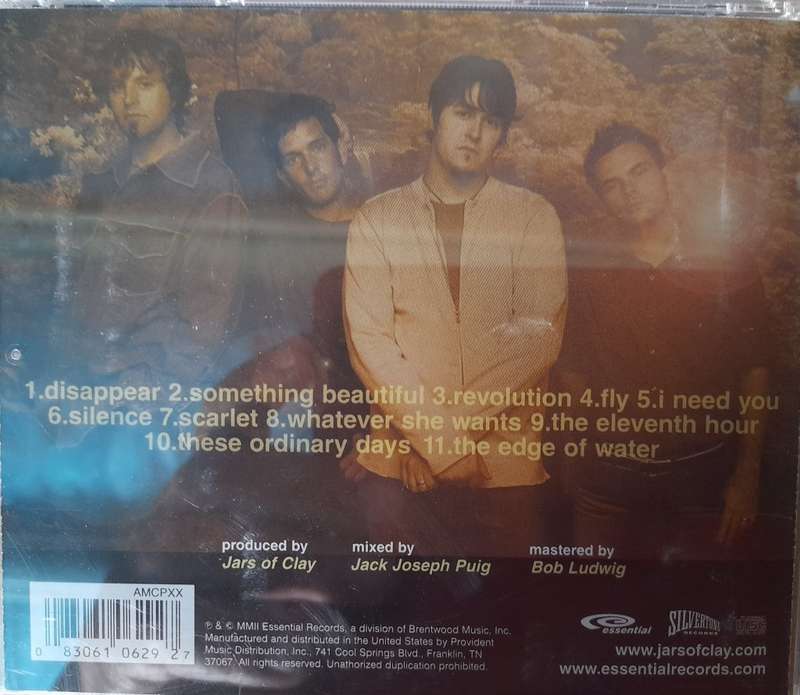 1.disappear 2.something beautiful 3.revolution 4.fly 5.i need you
6.silence 7.scarlet 8.whatever she wants 9.the eleventh hour
10.these ordinary days 11.the edge of water
produced by
Jars of Clay
mixed by
Jack Joseph Puig
mastered by
Bob Ludwig
AMCPXX
0 83061 0629 2 7
℗ & © MMII Essential Records, a division of Brentwood Music, Inc.
Manufactured and distributed in the United States by Provident
Music Distribution, Inc., 741 Cool Springs Blvd., Franklin, TN
37067. All rights reserved. Unathorized duplication prohibited.
essential
SILVERTONE
RECORDS
www.jarsofclay.com
www.essentialrecords.com